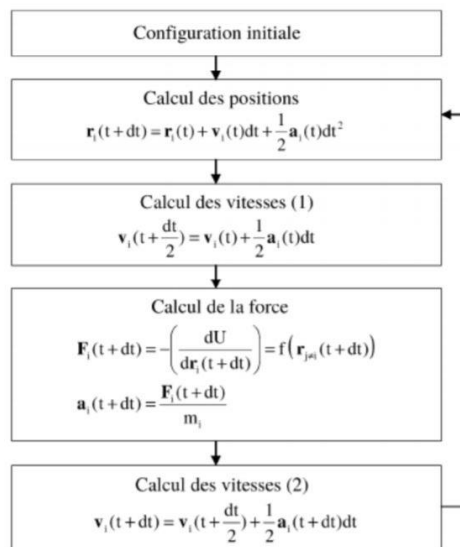 Configuration initiale
Calcul des positions
r_i(t+dt) = r_i(t) + v_i(t)dt + 1/2 a_i(t)dt²
Calcul des vitesses (1)
v_i(t + dt/2) = v_i(t) + 1/2 a_i(t)dt
Calcul de la force
F_i(t+dt) = -(dU / dr_i(t+dt)) = f(r_j≠i(t+dt))
a_i(t+dt) = F_i(t+dt) / m_i
Calcul des vitesses (2)
v_i(t+dt) = v_i(t + dt/2) + 1/2 a_i(t+dt)dt